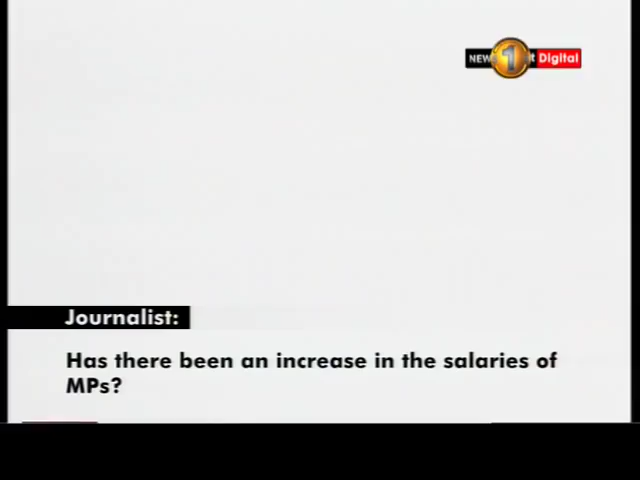 NEWS 1st Digital
Journalist:
Has there been an increase in the salaries of
MPs?